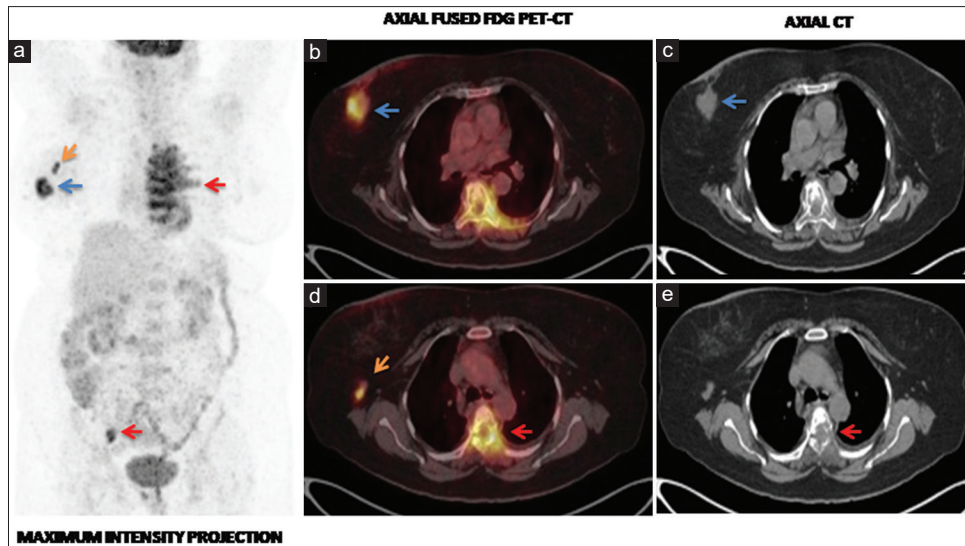 AXIAL FUSED FDG PET-CT
AXIAL CT
a
b
c
d
e
MAXIMUM INTENSITY PROJECTION